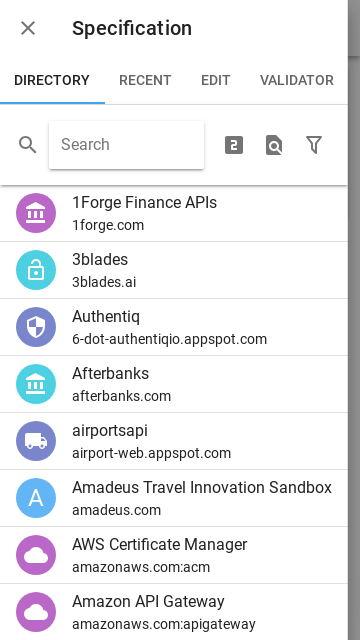 Specification
DIRECTORY RECENT EDIT VALIDATOR
Search
2
1Forge Finance APIs
1forge.com
3blades
3blades.ai
Authentiq
6-dot-authentiqio.appspot.com
Afterbanks
afterbanks.com
airportsapi
airport-web.appspot.com
A
Amadeus Travel Innovation Sandbox
amadeus.com
AWS Certificate Manager
amazonaws.com:acm
Amazon API Gateway
amazonaws.com:apigateway